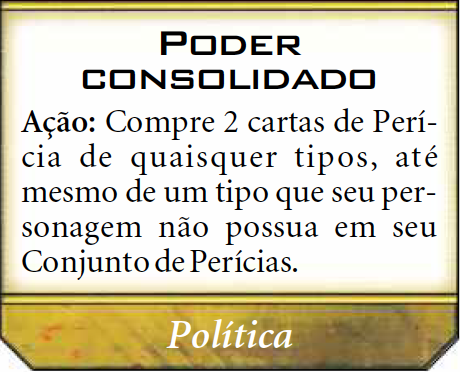 PODER
CONSOLIDADO
Ação: Compre 2 cartas de Perí-
cia de quaisquer tipos, até
mesmo de um tipo que seu per-
sonagem não possua em seu
Conjunto de Perícias.
Política